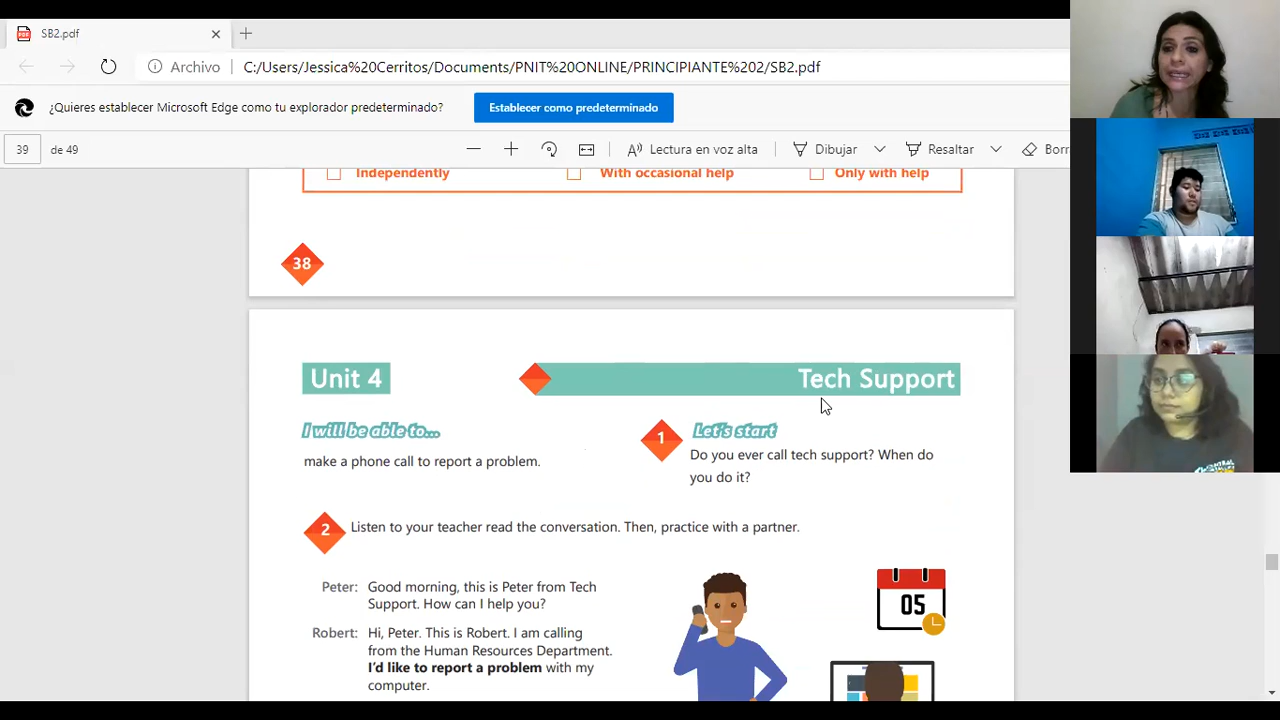 SB2.pdf
Archivo C:/Users/Jessica%20Cerritos/Documents/PNIT%20ONLINE/PRINCIPIANTE%202/SB2.pdf
¿Quieres establecer Microsoft Edge como tu explorador predeterminado? Establecer como predeterminado
39 de 49 Lectura en voz alta Dibujar Resaltar Borr
Independently With occasional help Only with help
38
Unit 4 Tech Support
I will be able to...
make a phone call to report a problem.
1 Let's start
Do you ever call tech support? When do
you do it?
2 Listen to your teacher read the conversation. Then, practice with a partner.
Peter: Good morning, this is Peter from Tech
Support. How can I help you?
Robert: Hi, Peter. This is Robert. I am calling
from the Human Resources Department.
I'd like to report a problem with my
computer.
05